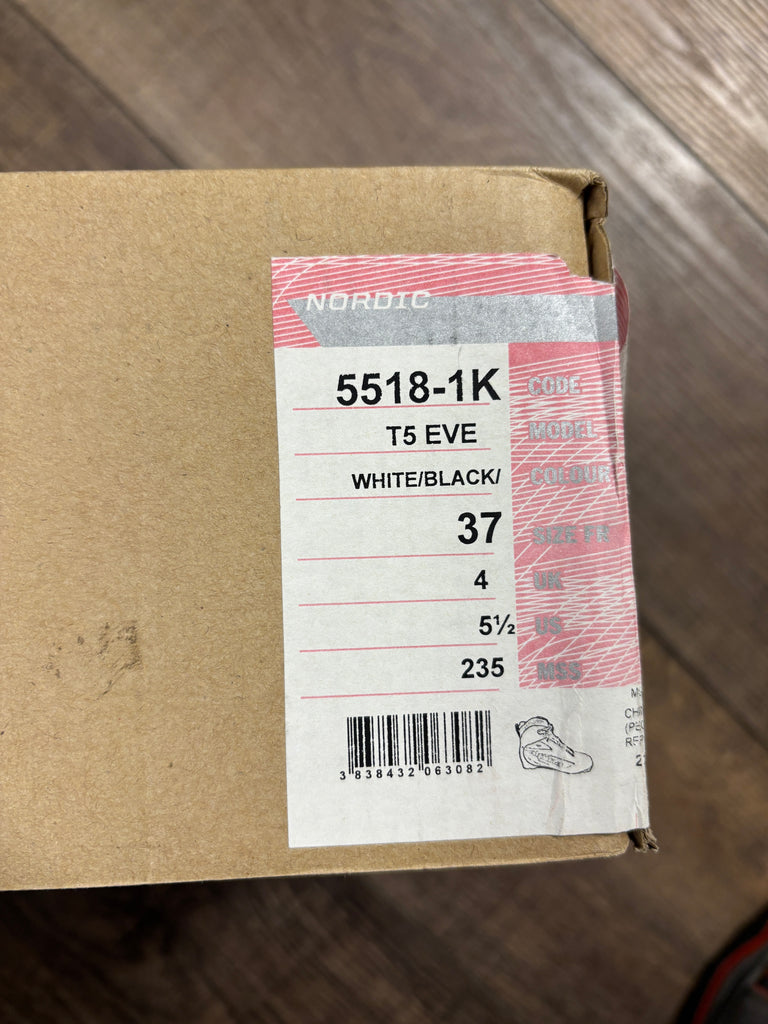 NORDIC
5518-1K CODE
T5 EVE MODEL
WHITE/BLACK/ COLOUR
37 SIZE FR
4 UK
5½ US
235 MSS
3 838432 063082